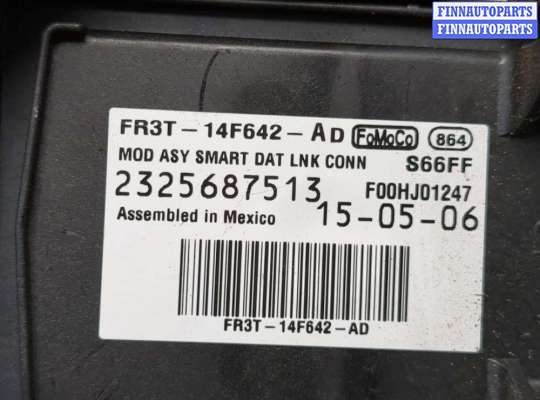 FINNAUTOPARTS
FINNAUTOPARTS
FR3T-14F642-AD FoMoCo 864
MOD ASY SMART DAT LNK CONN S66FF
2325687513 F00HJ01247
Assembled in Mexico 15-05-06
FR3T-14F642-AD